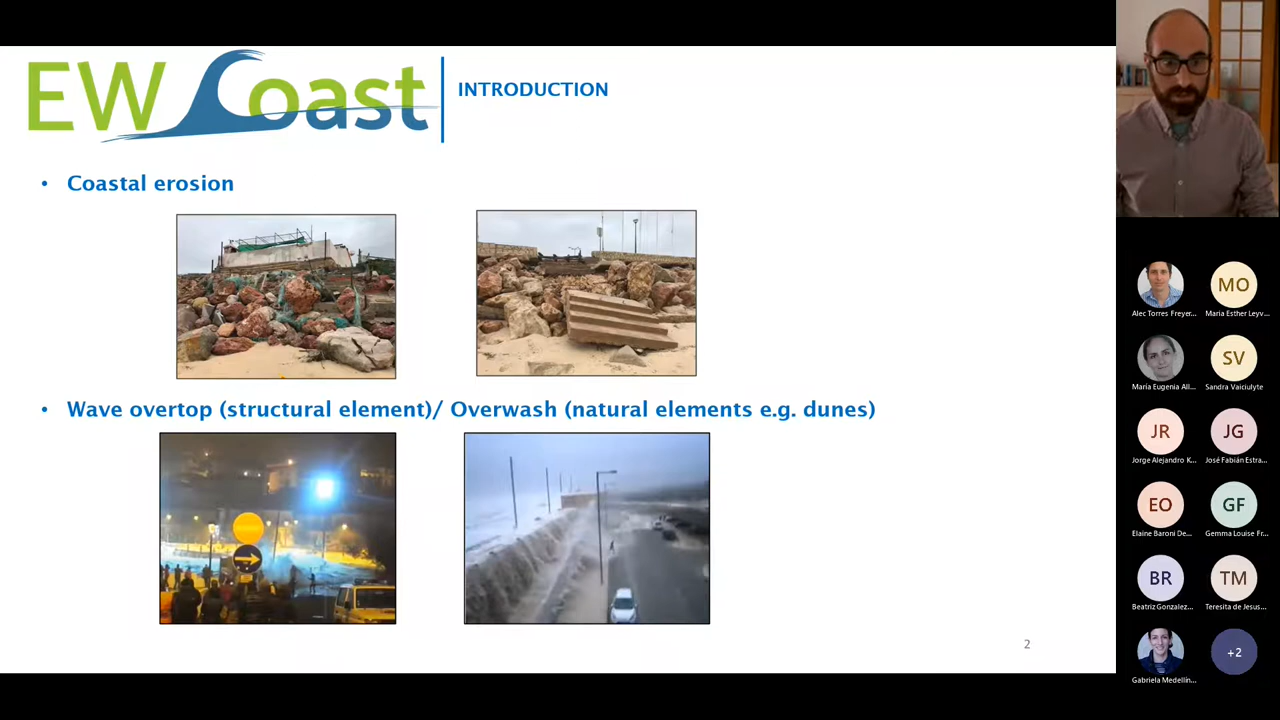 EW Coast
INTRODUCTION
• Coastal erosion
• Wave overtop (structural element)/ Overwash (natural elements e.g. dunes)
2
Alec Torres Freyer...
MO
Maria Esther Leyv...
María Eugenia All...
SV
Sandra Vaiciulyte
JR
Jorge Alejandro K...
JG
José Fabián Estra...
EO
Elaine Baroni De...
GF
Gemma Louise Fr...
BR
Beatriz Gonzalez...
TM
Teresita de Jesus...
Gabriela Medellín...
+2